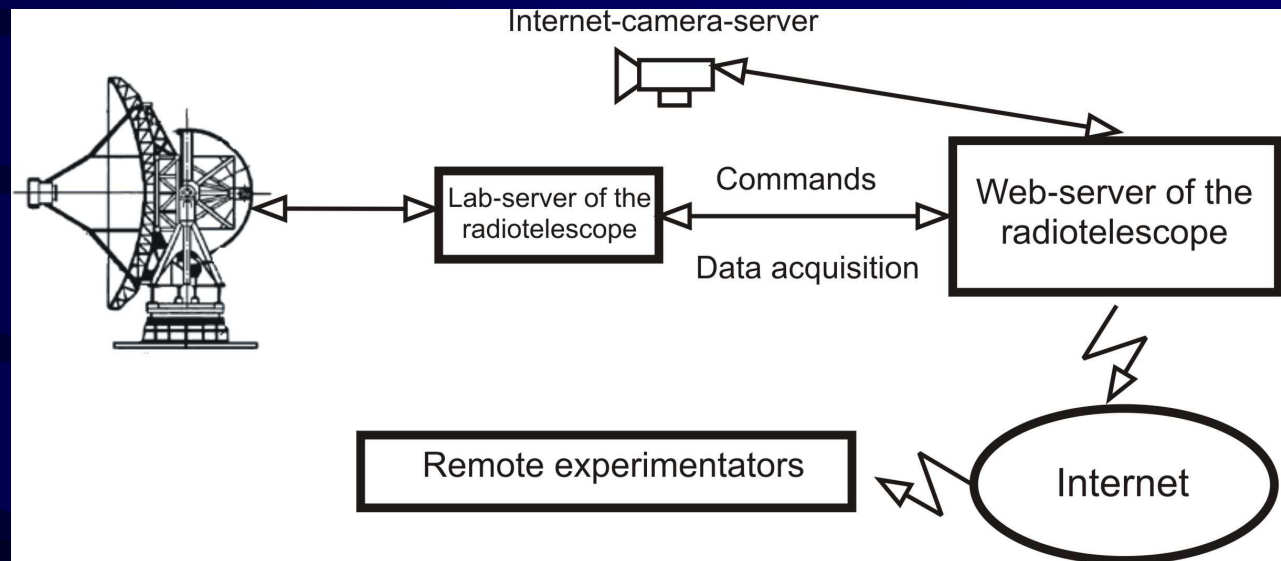 Internet-camera-server
Lab-server of the
radiotelescope
Commands
Data acquisition
Web-server of the
radiotelescope
Remote experimentators
Internet